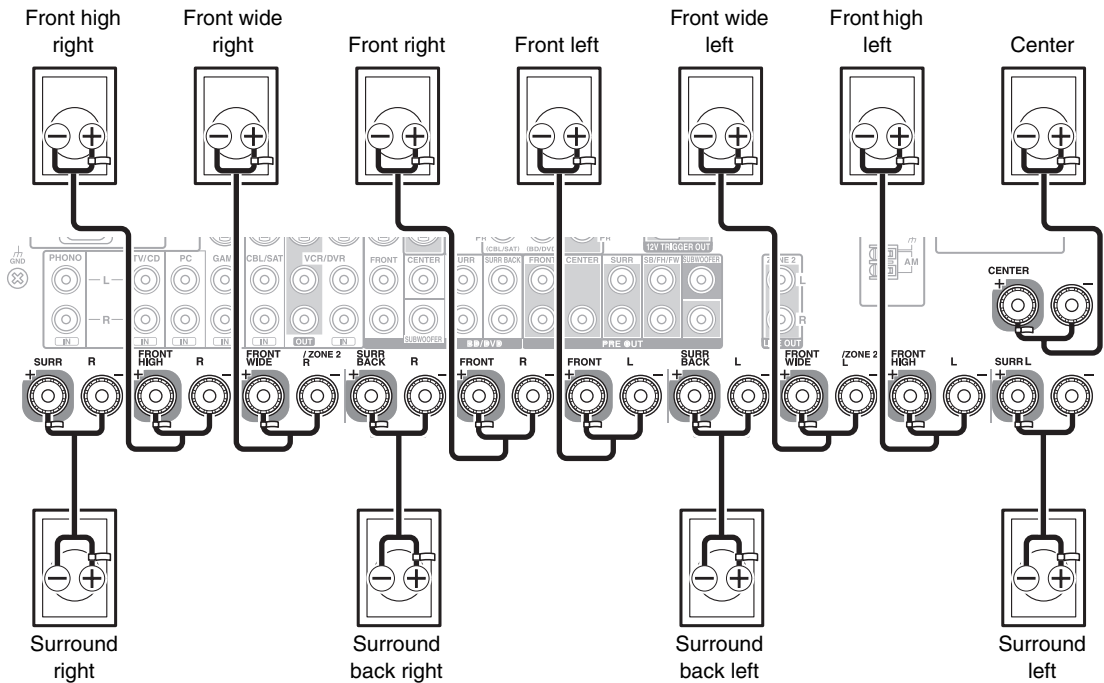 Front high
right
Front wide
right
Front right
Front left
Front wide
left
Front high
left
Center
GND
PHONO
TV/CD
PC
GAM
CBL/SAT
VCR/DVR
FRONT
CENTER
URR
SURR BACK
(CBL/SAT)
FRONT
(BD/DVD
CENTER
SURR
SB/FH/FW
12V TRIGGER OUT
SUBWOOFER
ZONE 2
AM
CENTER
+
−
L
L
R
R
IN
IN
IN
IN
OUT
IN
SUBWOOFER
BD/DVD
PRE OUT
SURR R
FRONT
HIGH R
FRONT
WIDE /ZONE 2
R
SURR
BACK R
FRONT R
FRONT L
SURR
BACK L
FRONT
WIDE /ZONE 2
L
FRONT
HIGH L
SURR L
Surround
right
Surround
back right
Surround
back left
Surround
left